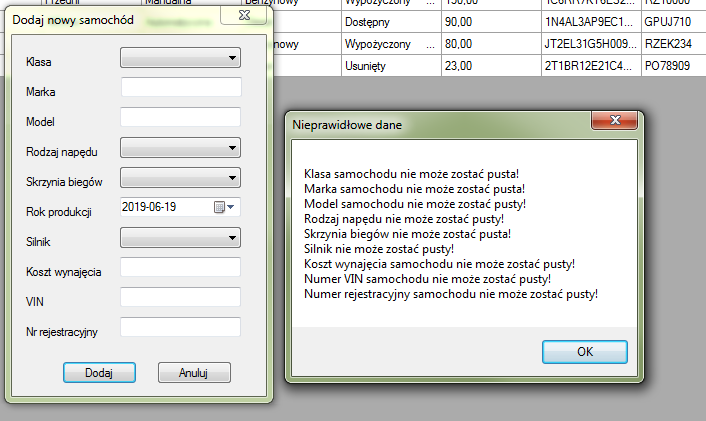 Przedni Manualna Benzynowy Wypożyczony ... 150,00
Dodaj nowy samochód
Dostępny 90,00 1N4AL3AP9EC1... GPUJ710
nowy Wypożyczony ... 80,00 JT2EL31G5H009... RZEK234
Usunięty 23,00 2T1BR12E21C4... PO78909
Klasa
Marka
Model
Rodzaj napędu
Skrzynia biegów
Rok produkcji 2019-06-19
Silnik
Koszt wynajęcia
VIN
Nr rejestracyjny
Dodaj Anuluj
Nieprawidłowe dane
Klasa samochodu nie może zostać pusta!
Marka samochodu nie może zostać pusta!
Model samochodu nie może zostać pusty!
Rodzaj napędu nie może zostać pusty!
Skrzynia biegów nie może zostać pusta!
Silnik nie może zostać pusty!
Koszt wynajęcia samochodu nie może zostać pusty!
Numer VIN samochodu nie może zostać pusty!
Numer rejestracyjny samochodu nie może zostać pusty!
OK